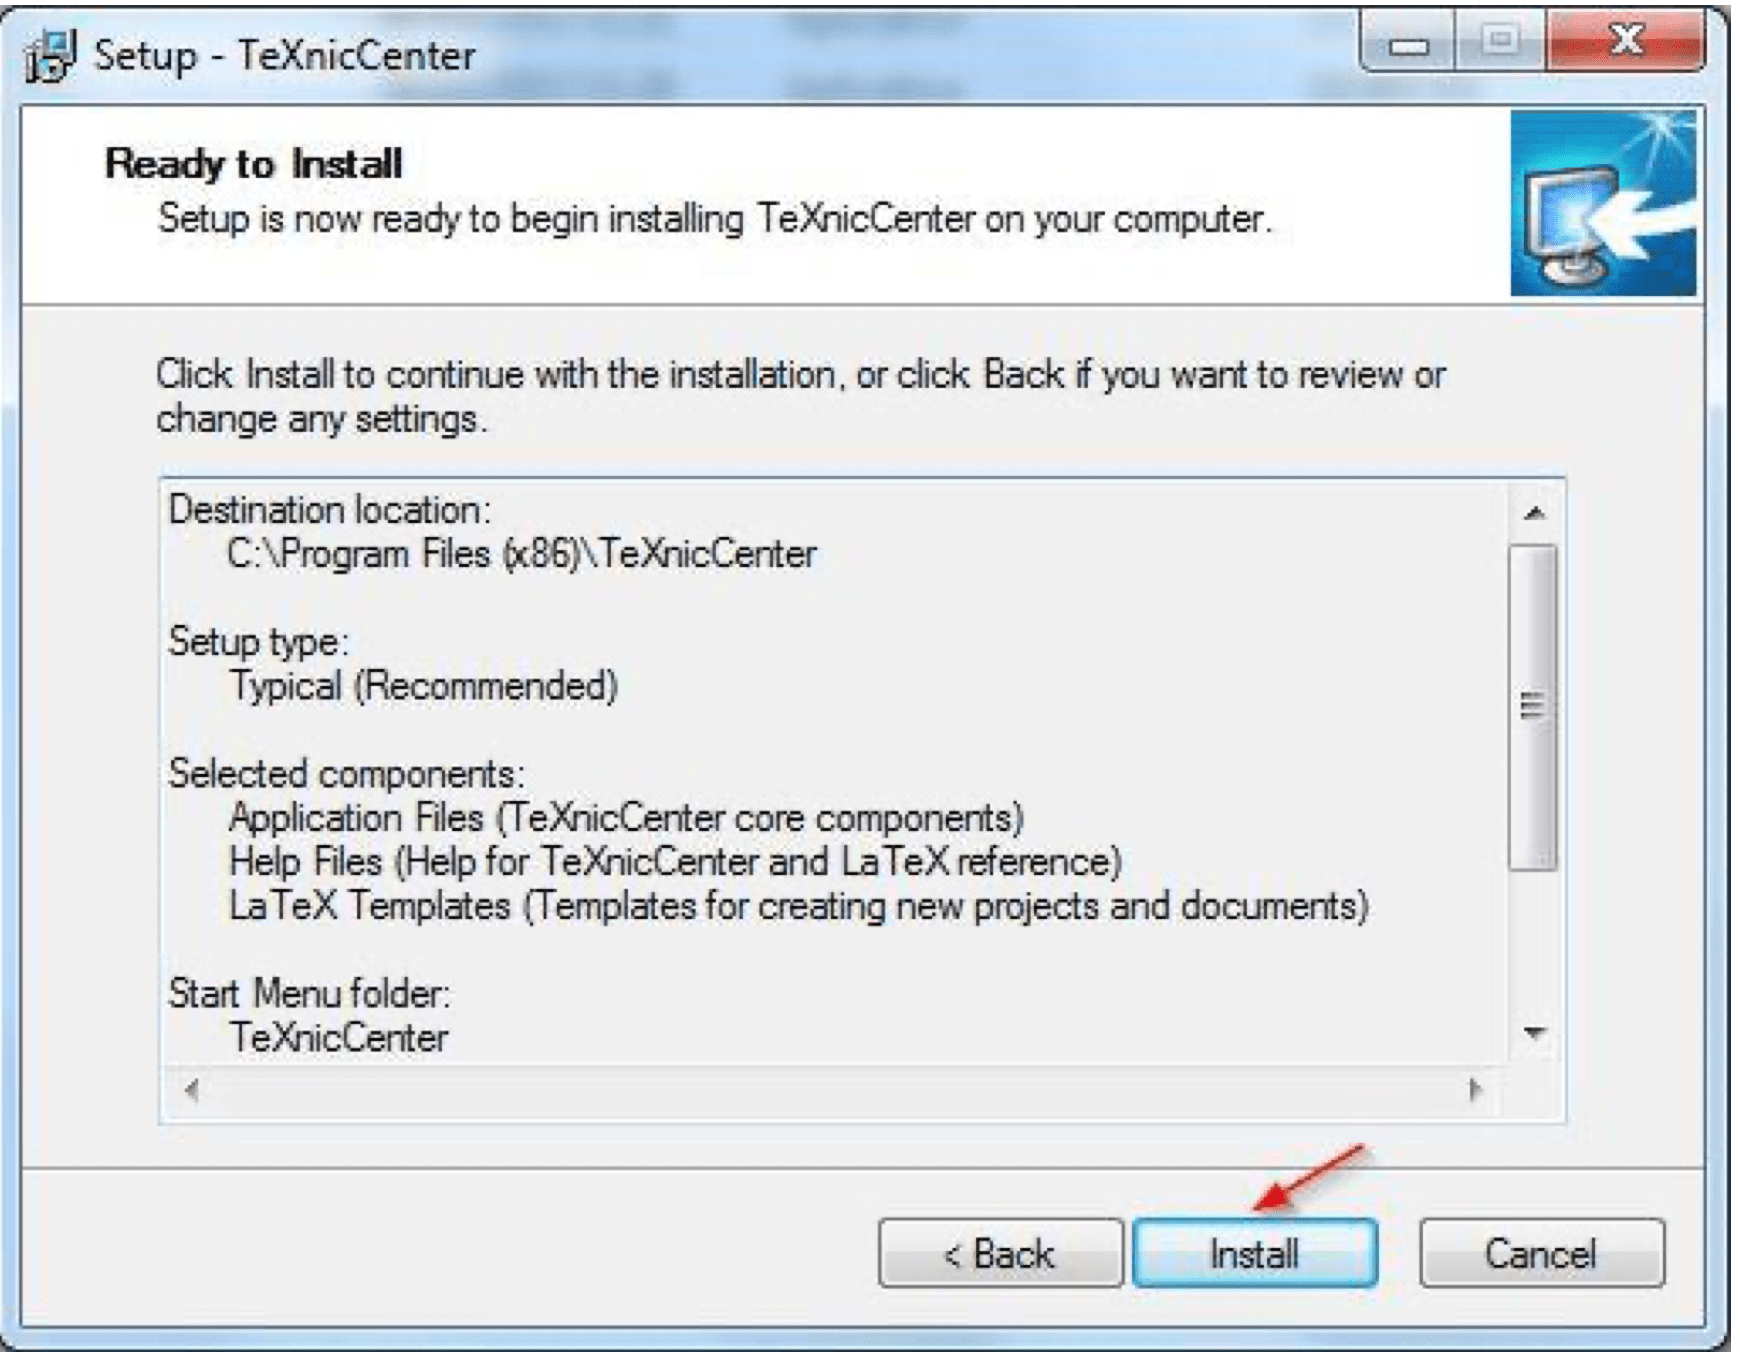 Setup - TeXnicCenter
Ready to Install
Setup is now ready to begin installing TeXnicCenter on your computer.
Click Install to continue with the installation, or click Back if you want to review or
change any settings.
Destination location:
C:\Program Files (x86)\TeXnicCenter
Setup type:
Typical (Recommended)
Selected components:
Application Files (TeXnicCenter core components)
Help Files (Help for TeXnicCenter and LaTeX reference)
LaTeX Templates (Templates for creating new projects and documents)
Start Menu folder:
TeXnicCenter
< Back
Install
Cancel